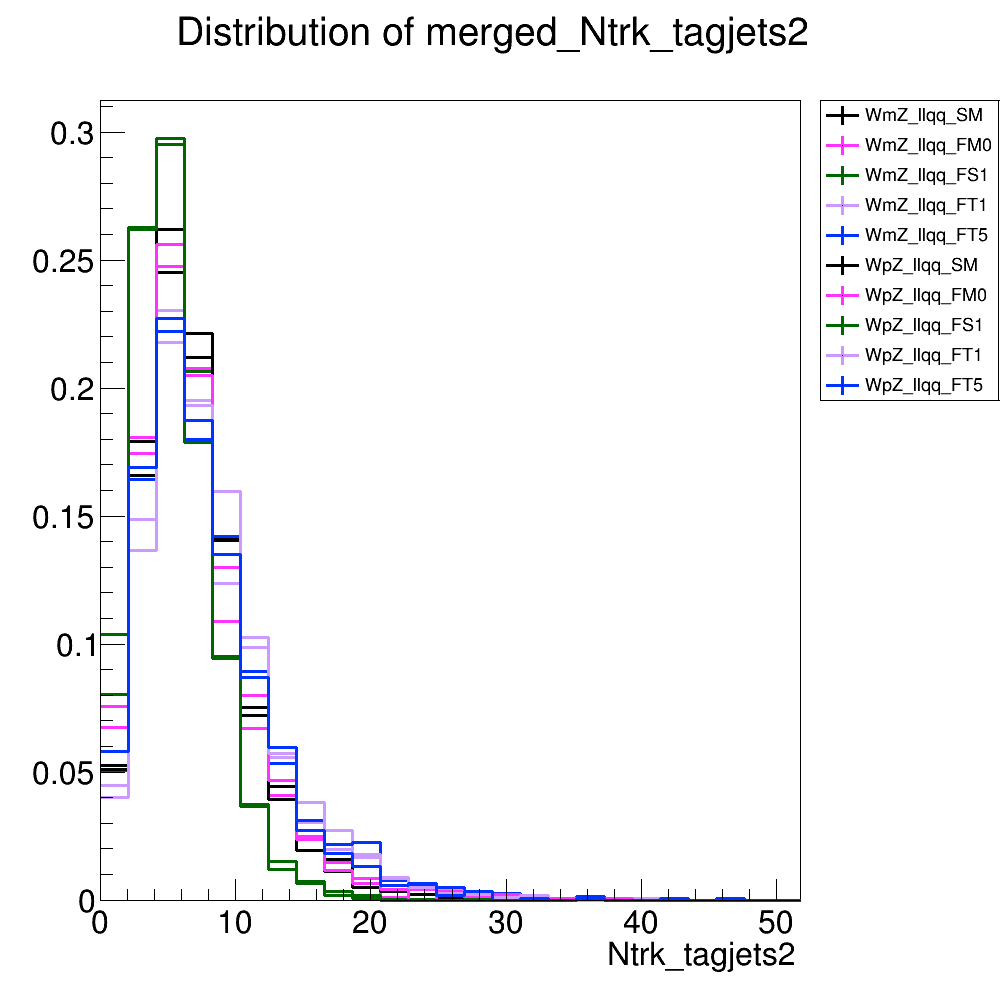 Distribution of merged_Ntrk_tagjets2
0.3
0.25
0.2
0.15
0.1
0.05
0
0 10 20 30 40 50
Ntrk_tagjets2
WmZ_llqq_SM
WmZ_llqq_FM0
WmZ_llqq_FS1
WmZ_llqq_FT1
WmZ_llqq_FT5
WpZ_llqq_SM
WpZ_llqq_FM0
WpZ_llqq_FS1
WpZ_llqq_FT1
WpZ_llqq_FT5